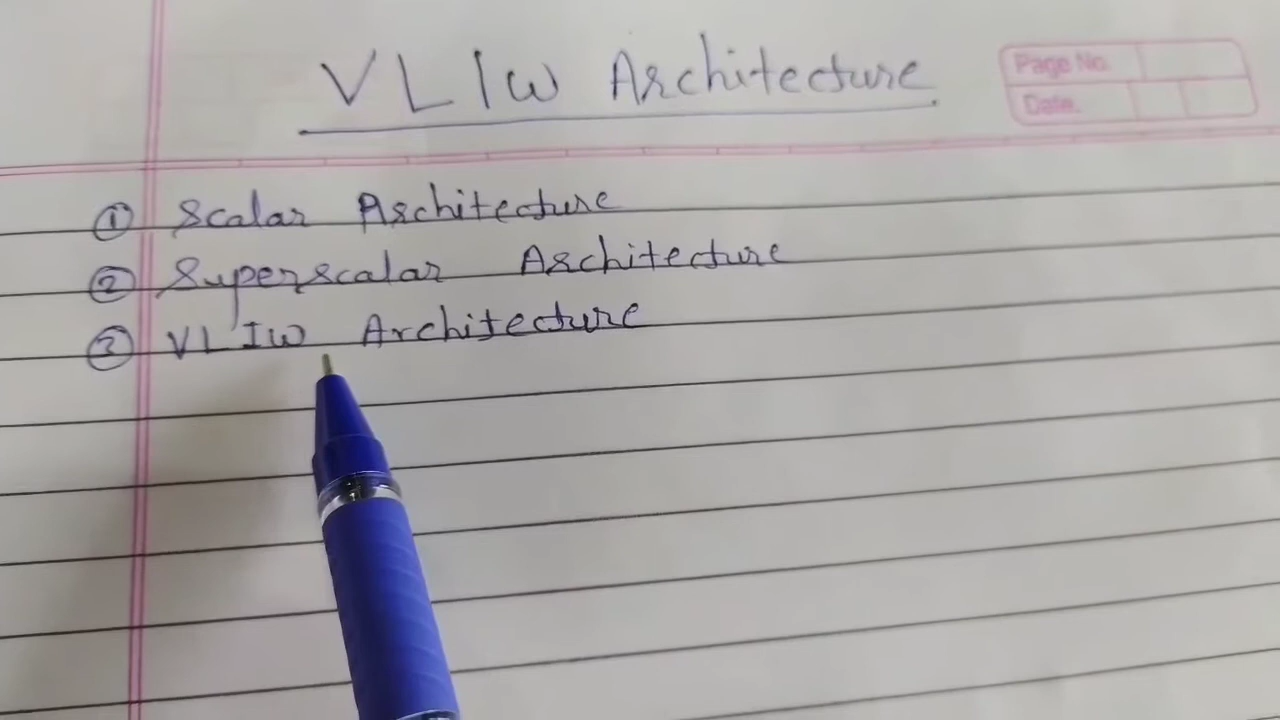 VLIW Architecture
Page No.
Date.
① Scalar Architecture
② Superscalar Architecture
③ VLIW Architecture